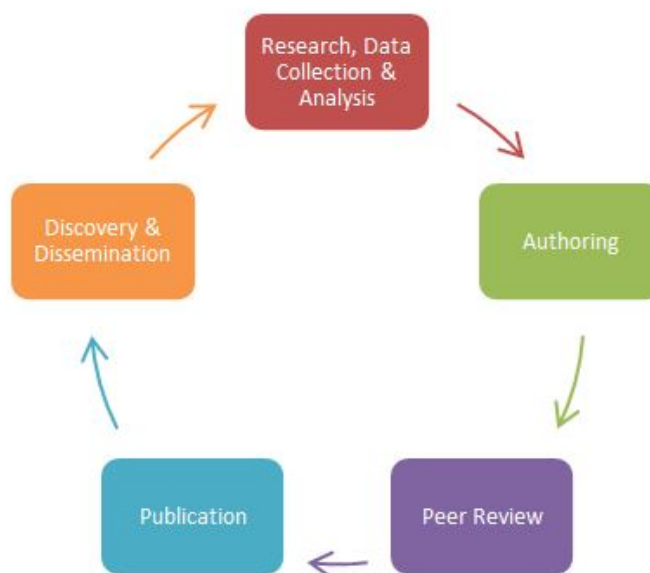 Research, Data
Collection &
Analysis
Authoring
Peer Review
Publication
Discovery &
Dissemination